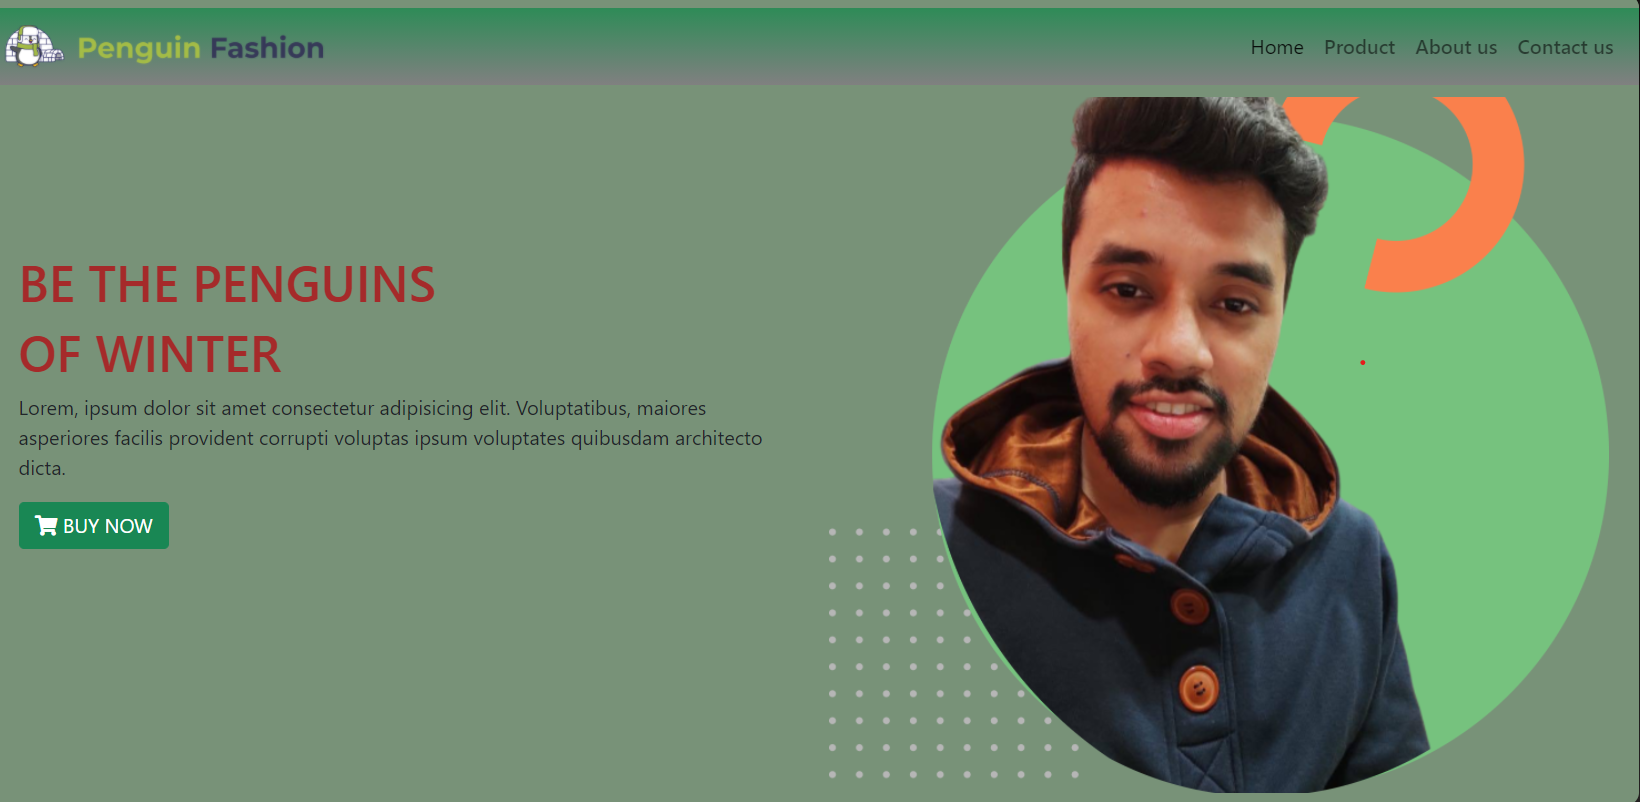 Penguin Fashion
Home Product About us Contact us
BE THE PENGUINS
OF WINTER
Lorem, ipsum dolor sit amet consectetur adipisicing elit. Voluptatibus, maiores
asperiores facilis provident corrupti voluptas ipsum voluptates quibusdam architecto
dicta.
BUY NOW